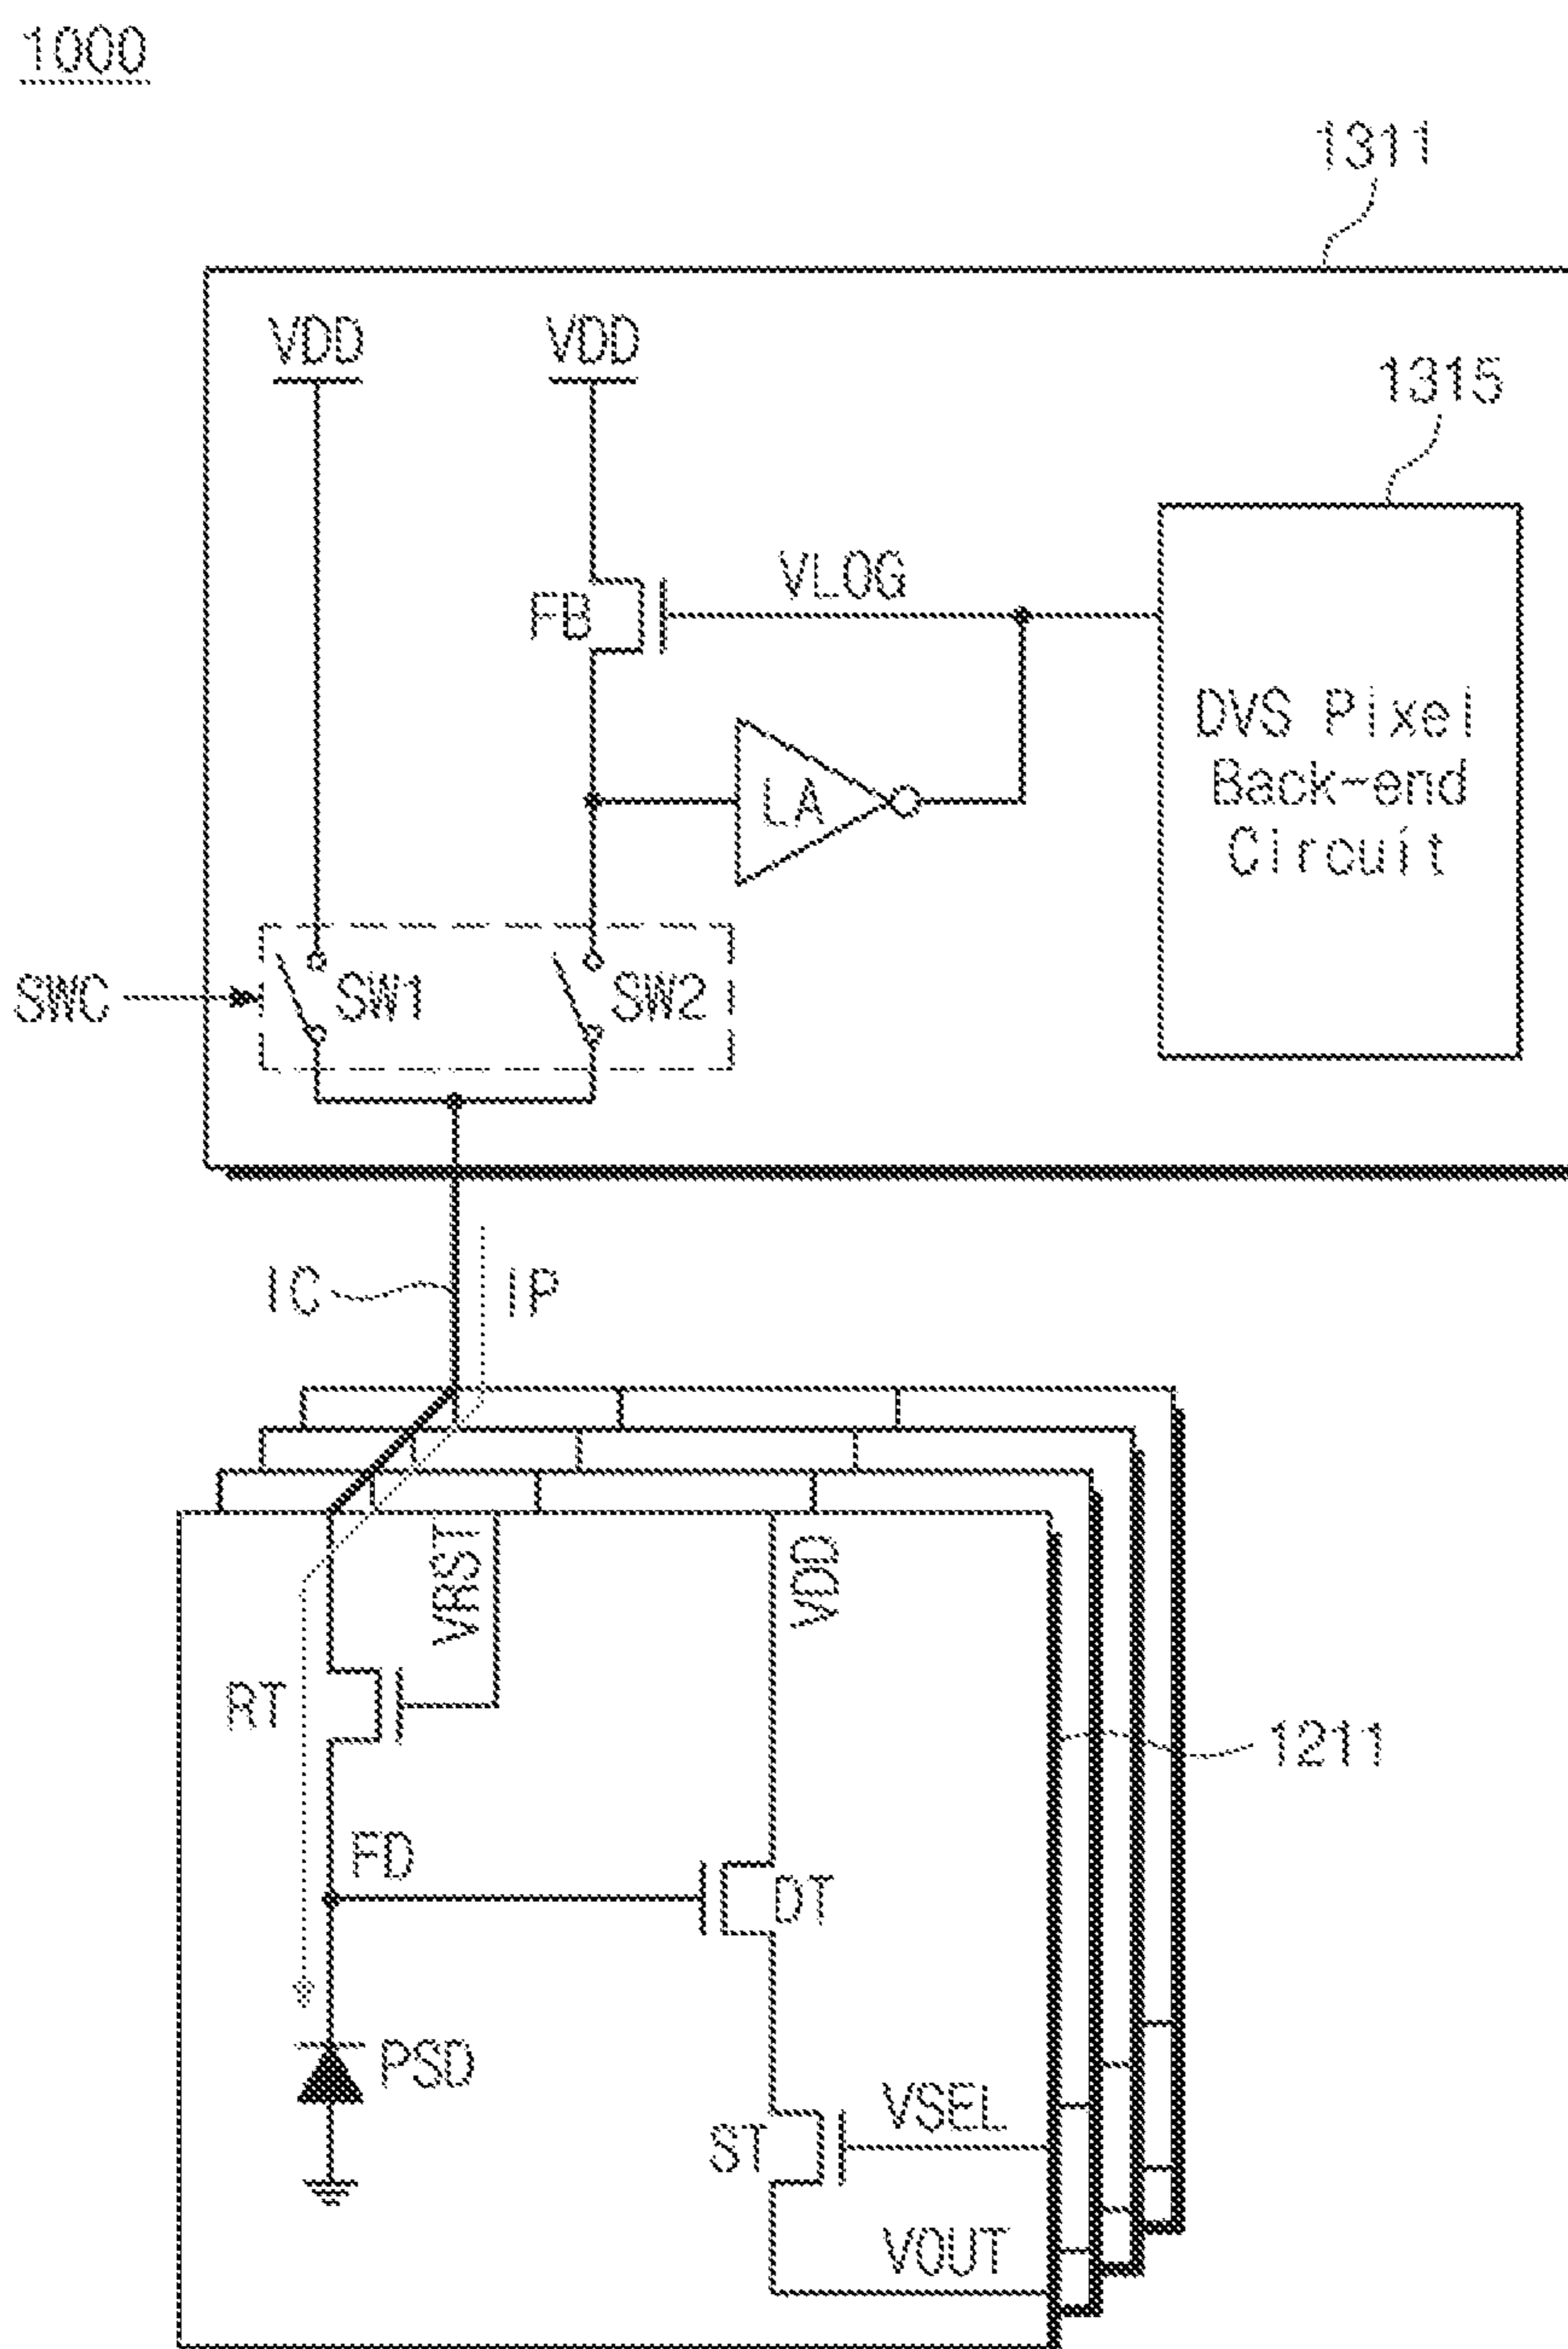 1000
1311
VDD
VDD
1315
FB
VLOG
DVS Pixel
Back-end
Circuit
LA
SWC
SW1
SW2
IC
IP
VRST
VDD
RT
1211
FD
DT
PSD
VSEL
ST
VOUT